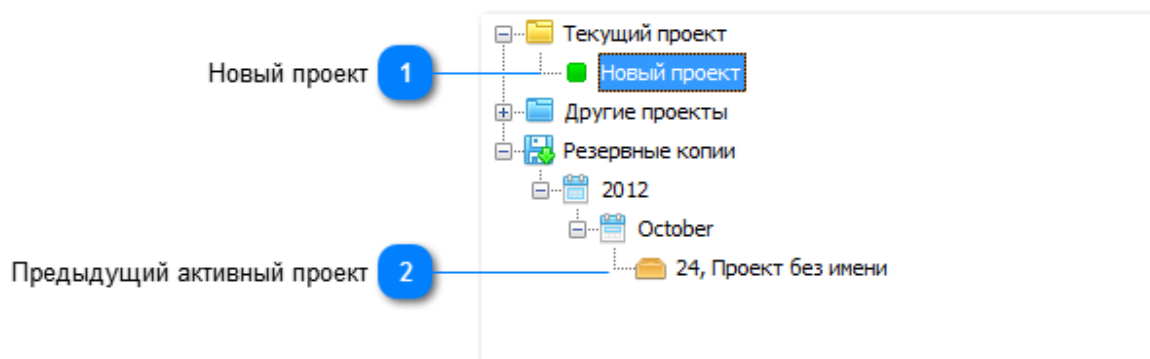 Текущий проект
Новый проект 1 Новый проект
Другие проекты
Резервные копии
2012
October
Предыдущий активный проект 2 24, Проект без имени